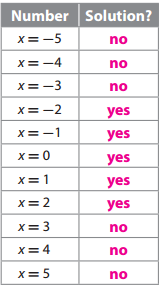 Number Solution?
x = −5 no
x = −4 no
x = −3 no
x = −2 yes
x = −1 yes
x = 0 yes
x = 1 yes
x = 2 yes
x = 3 no
x = 4 no
x = 5 no